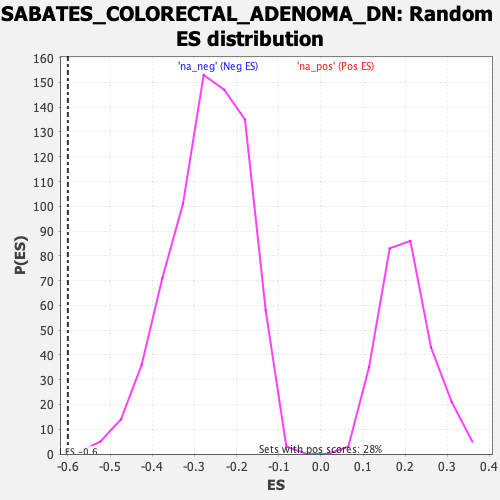 SABATES_COLORECTAL_ADENOMA_DN: Random
ES distribution
'na_neg' (Neg ES) 'na_pos' (Pos ES)
160
150
140
130
120
110
100
90
80
70
60
50
40
30
20
10
0
P(ES)
ES -0.6
Sets with pos scores: 28%
-0.6 -0.5 -0.4 -0.3 -0.2 -0.1 0.0 0.1 0.2 0.3 0.4
ES